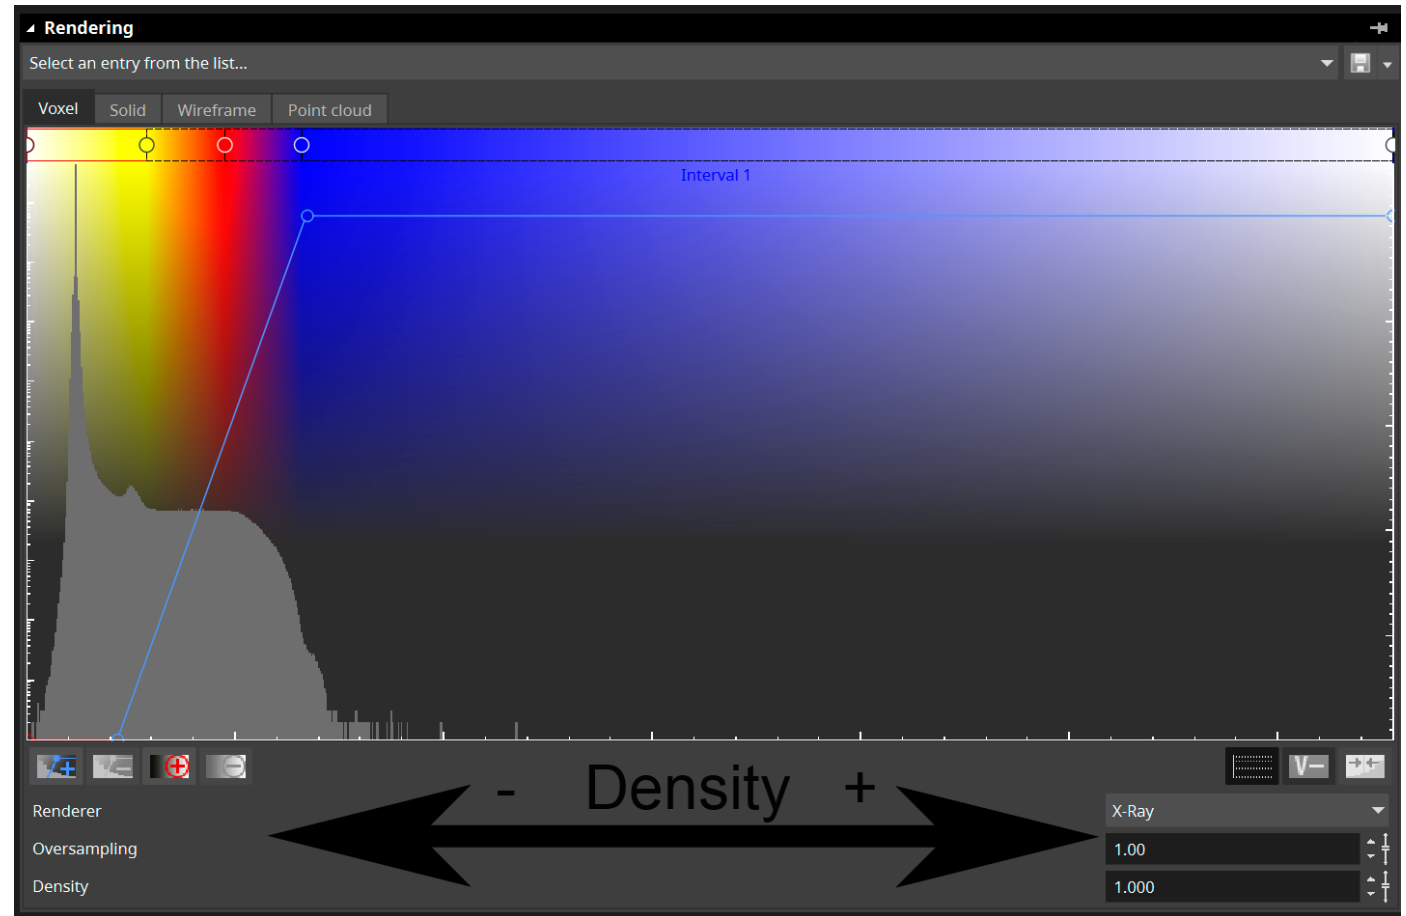 Rendering
Select an entry from the list...
Voxel Solid Wireframe Point cloud
Interval 1
V−
- Density +
Renderer X-Ray
Oversampling 1.00
Density 1.000